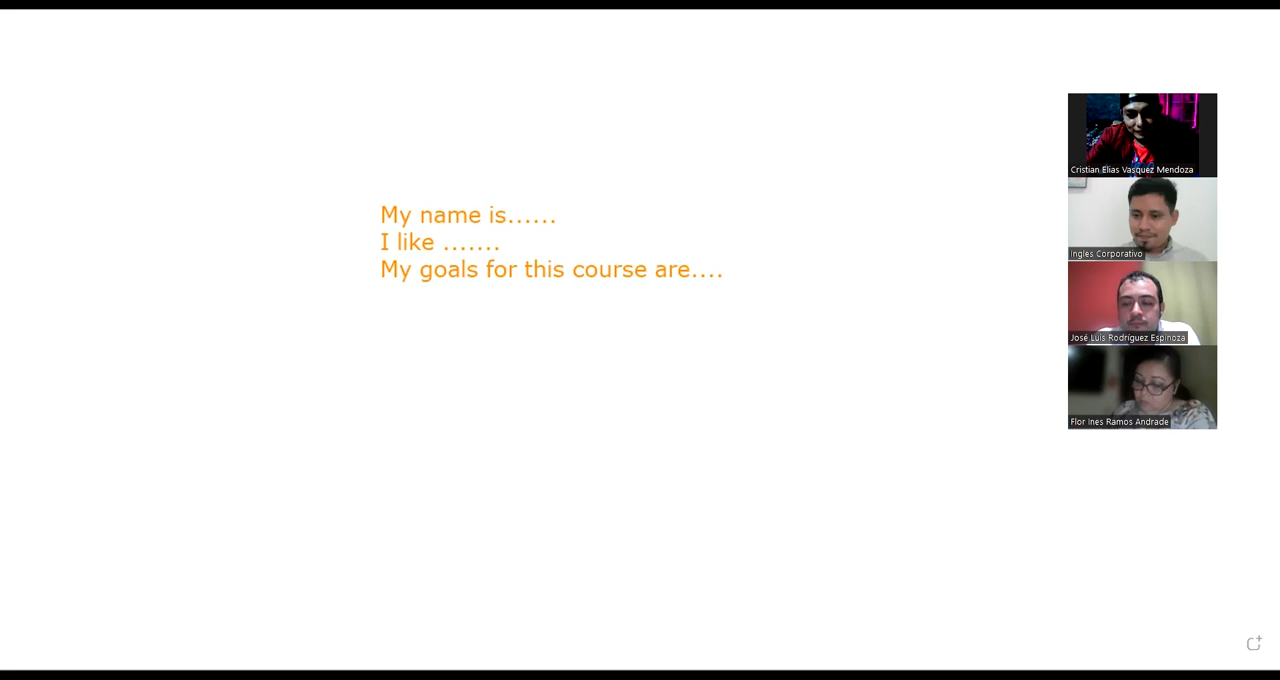 My name is......
I like .......
My goals for this course are....
Cristian Elias Vasquez Mendoza
Ingles Corporativo
José Luis Rodríguez Espinoza
Flor Ines Ramos Andrade